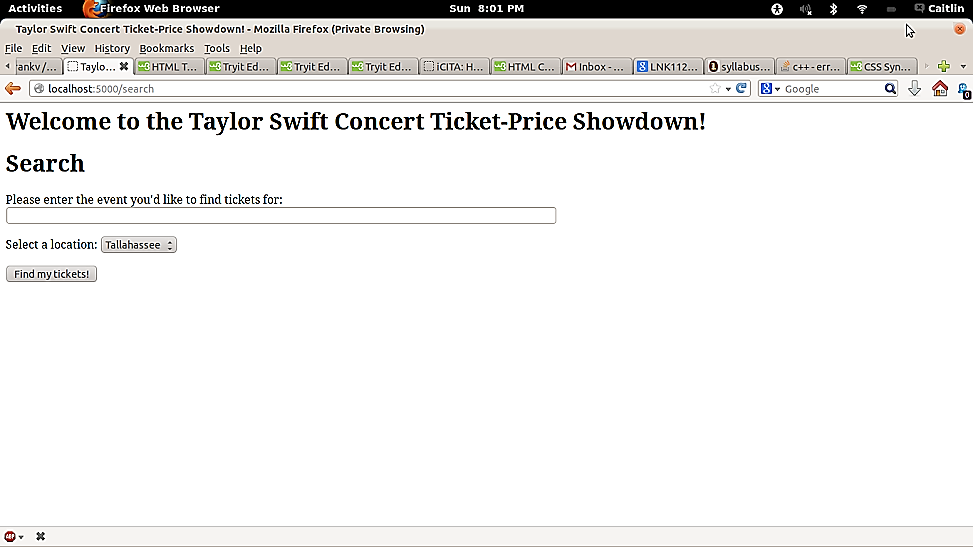 Activities Firefox Web Browser Sun 8:01 PM Caitlin
Taylor Swift Concert Ticket-Price Showdown! - Mozilla Firefox (Private Browsing)
File Edit View History Bookmarks Tools Help
ankv /... Taylo... HTML T... Tryit Ed... Tryit Ed... Tryit Ed... iCITA: H... HTML C... Inbox - ... LNK112... syllabus... c++ - err... CSS Syn...
localhost:5000/search Google
0
Welcome to the Taylor Swift Concert Ticket-Price Showdown!
Search
Please enter the event you'd like to find tickets for:
Select a location: Tallahassee
Find my tickets!
ABP